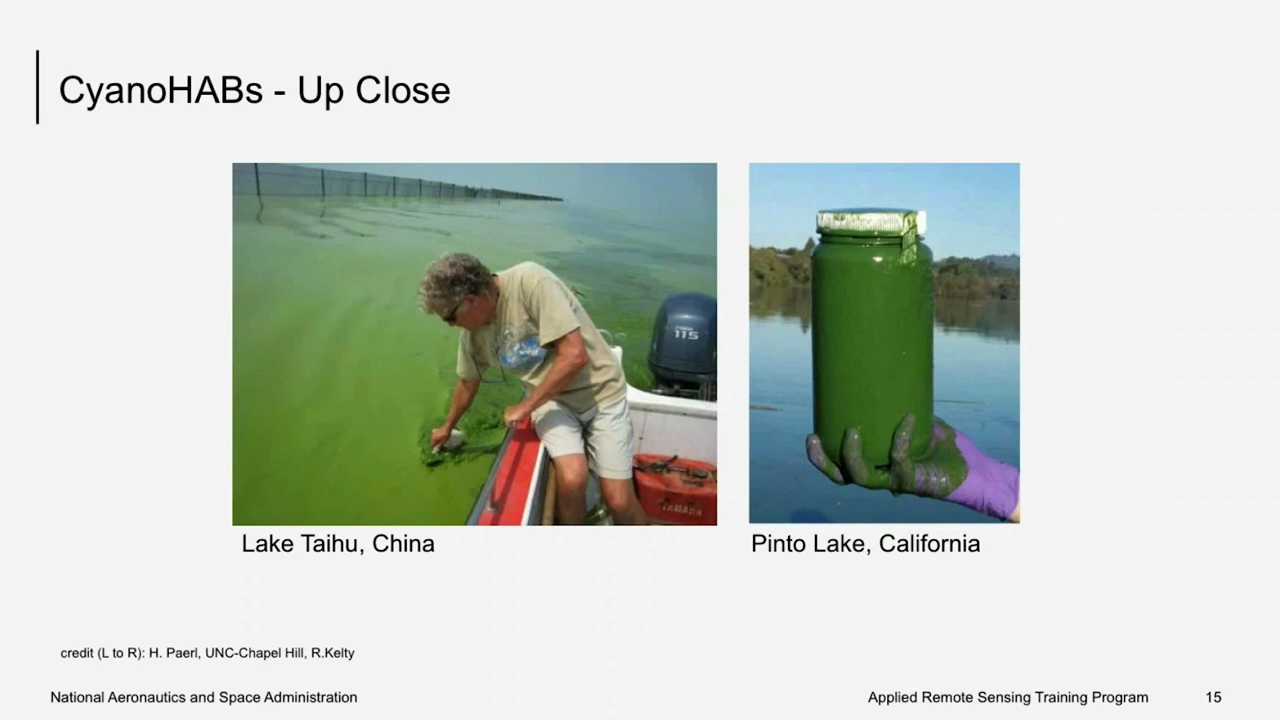 CyanoHABs - Up Close
115
Lake Taihu, China
Pinto Lake, California
credit (L to R): H. Paerl, UNC-Chapel Hill, R.Kelty
National Aeronautics and Space Administration
Applied Remote Sensing Training Program
15